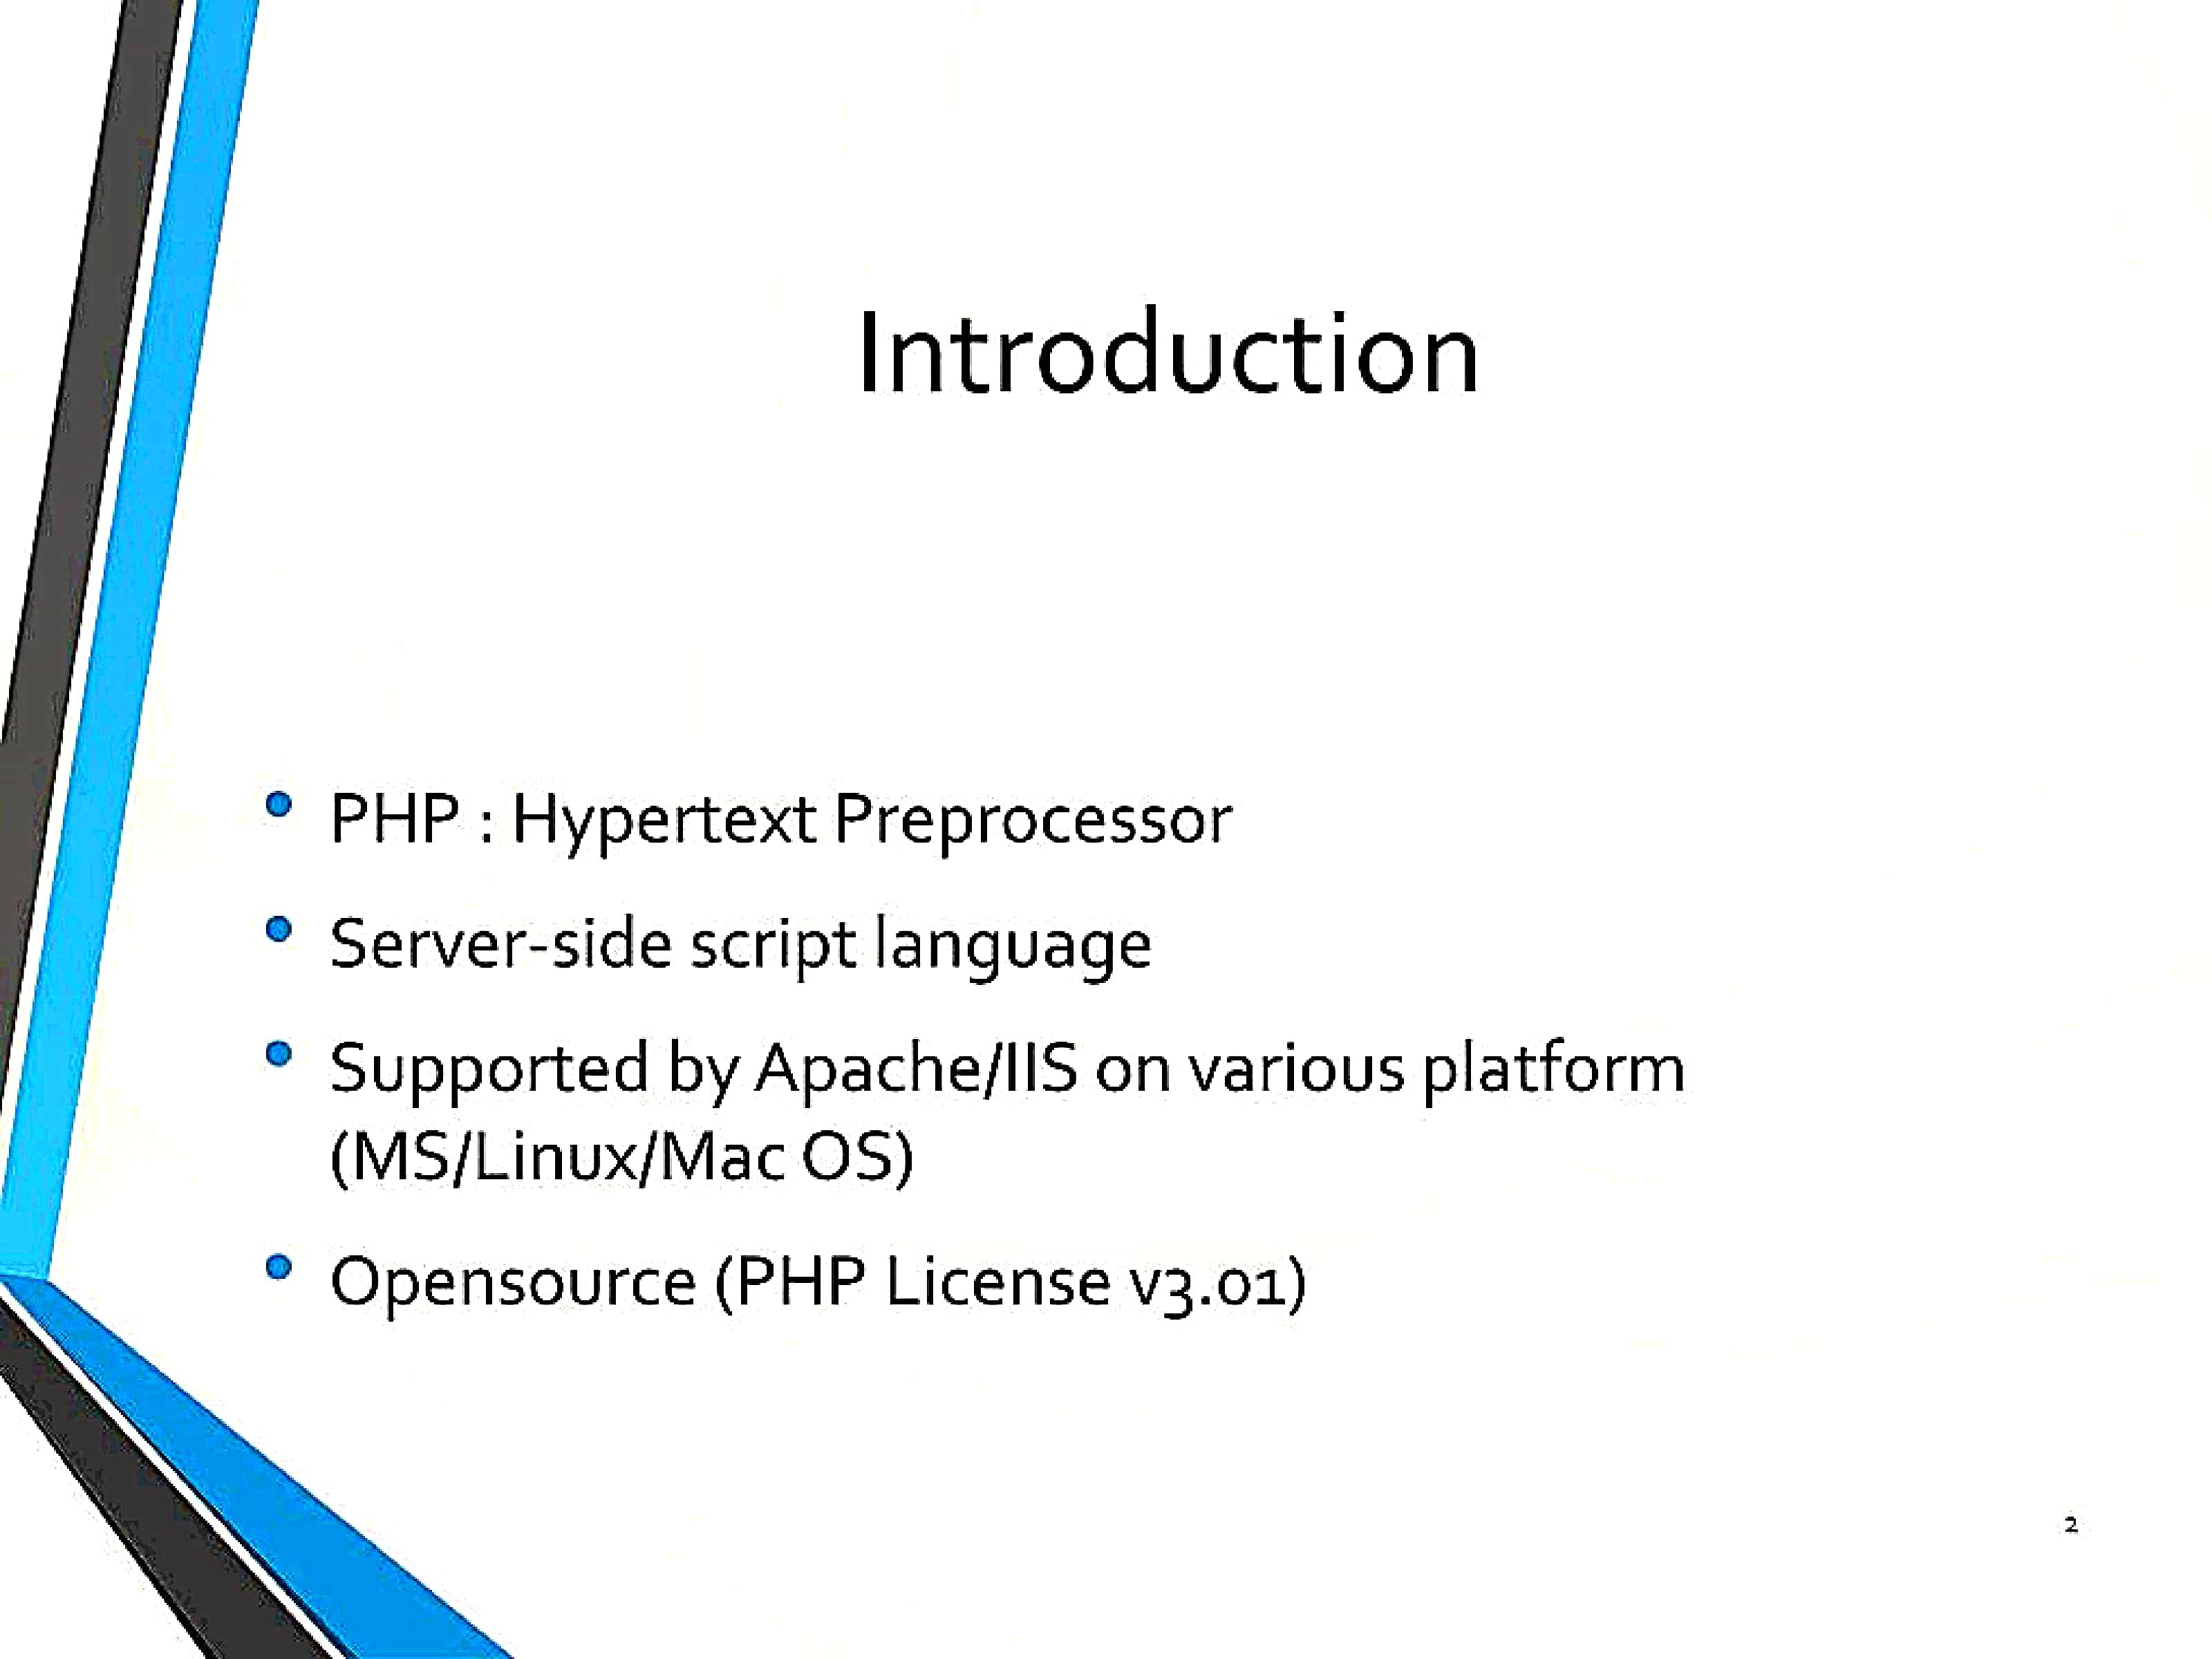 Introduction
• PHP : Hypertext Preprocessor
• Server-side script language
• Supported by Apache/IIS on various platform
(MS/Linux/Mac OS)
• Opensource (PHP License v3.01)
2